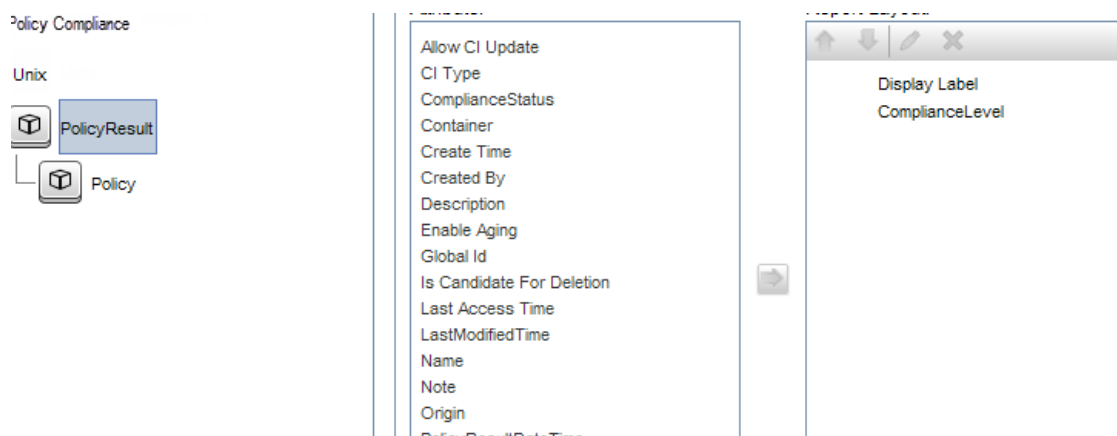 Policy Compliance
Unix
PolicyResult
Policy
Allow CI Update
CI Type
ComplianceStatus
Container
Create Time
Created By
Description
Enable Aging
Global Id
Is Candidate For Deletion
Last Access Time
LastModifiedTime
Name
Note
Origin
Display Label
ComplianceLevel